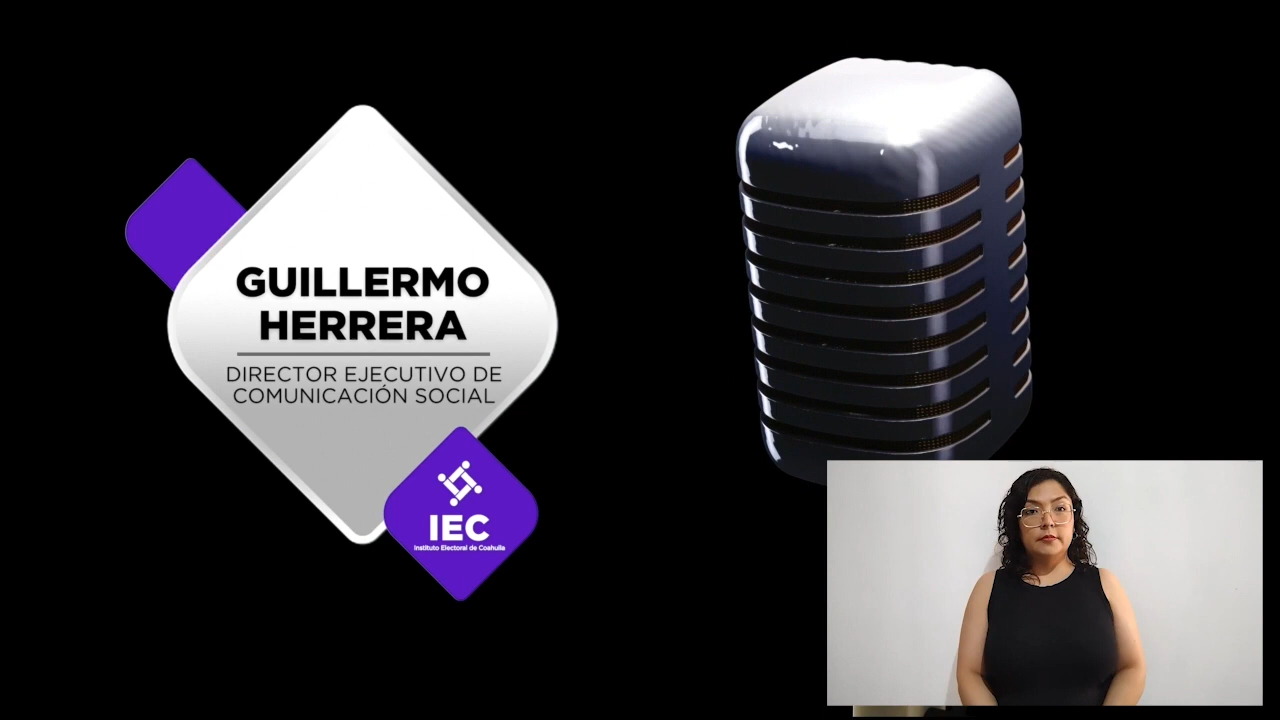 GUILLERMO
HERRERA
DIRECTOR EJECUTIVO DE
COMUNICACIÓN SOCIAL
IEC
Instituto Electoral de Coahuila